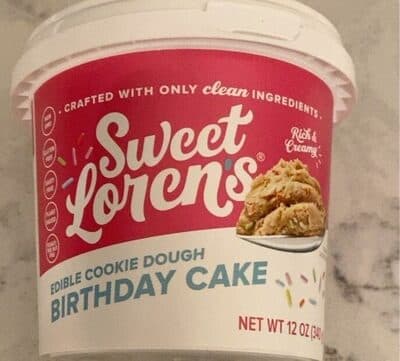 · CRAFTED WITH ONLY clean INGREDIENTS ·
Sweet
Loren's®
Rich &
Creamy
EDIBLE COOKIE DOUGH
BIRTHDAY CAKE
NET WT 12 OZ